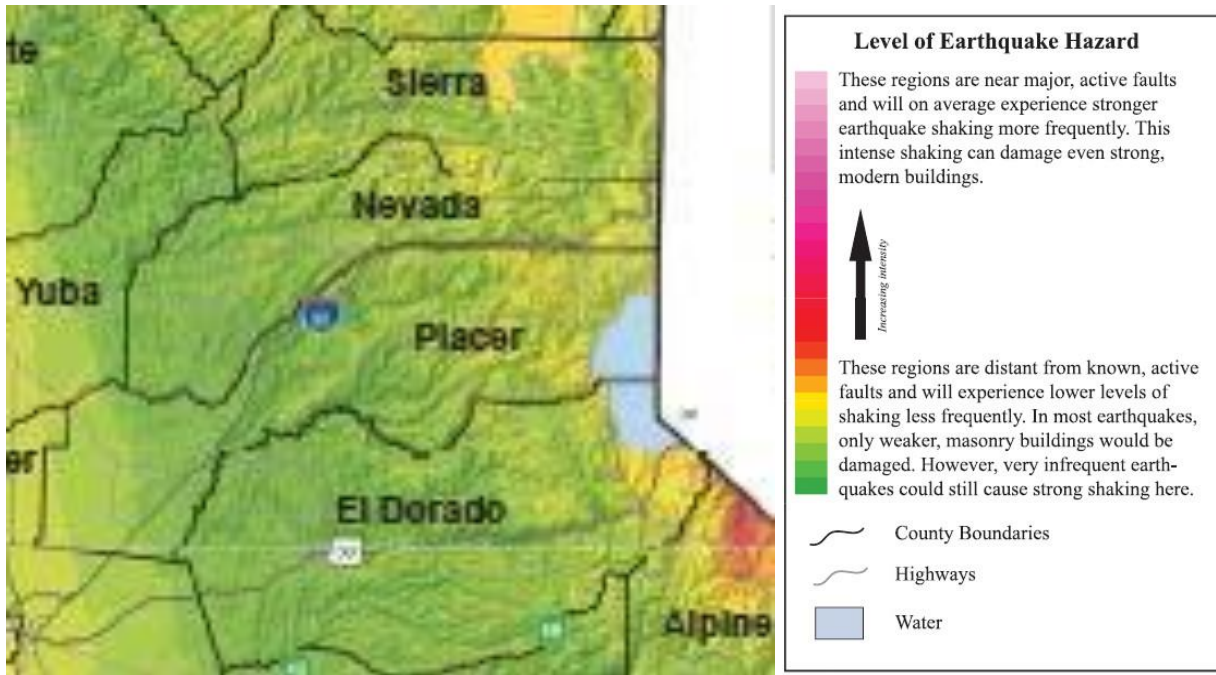 Sierra
Nevada
Yuba
Placer
El Dorado
Alpine
Level of Earthquake Hazard
These regions are near major, active faults
and will on average experience stronger
earthquake shaking more frequently. This
intense shaking can damage even strong,
modern buildings.
Increasing intensity
These regions are distant from known, active
faults and will experience lower levels of
shaking less frequently. In most earthquakes,
only weaker, masonry buildings would be
damaged. However, very infrequent earth-
quakes could still cause strong shaking here.
County Boundaries
Highways
Water